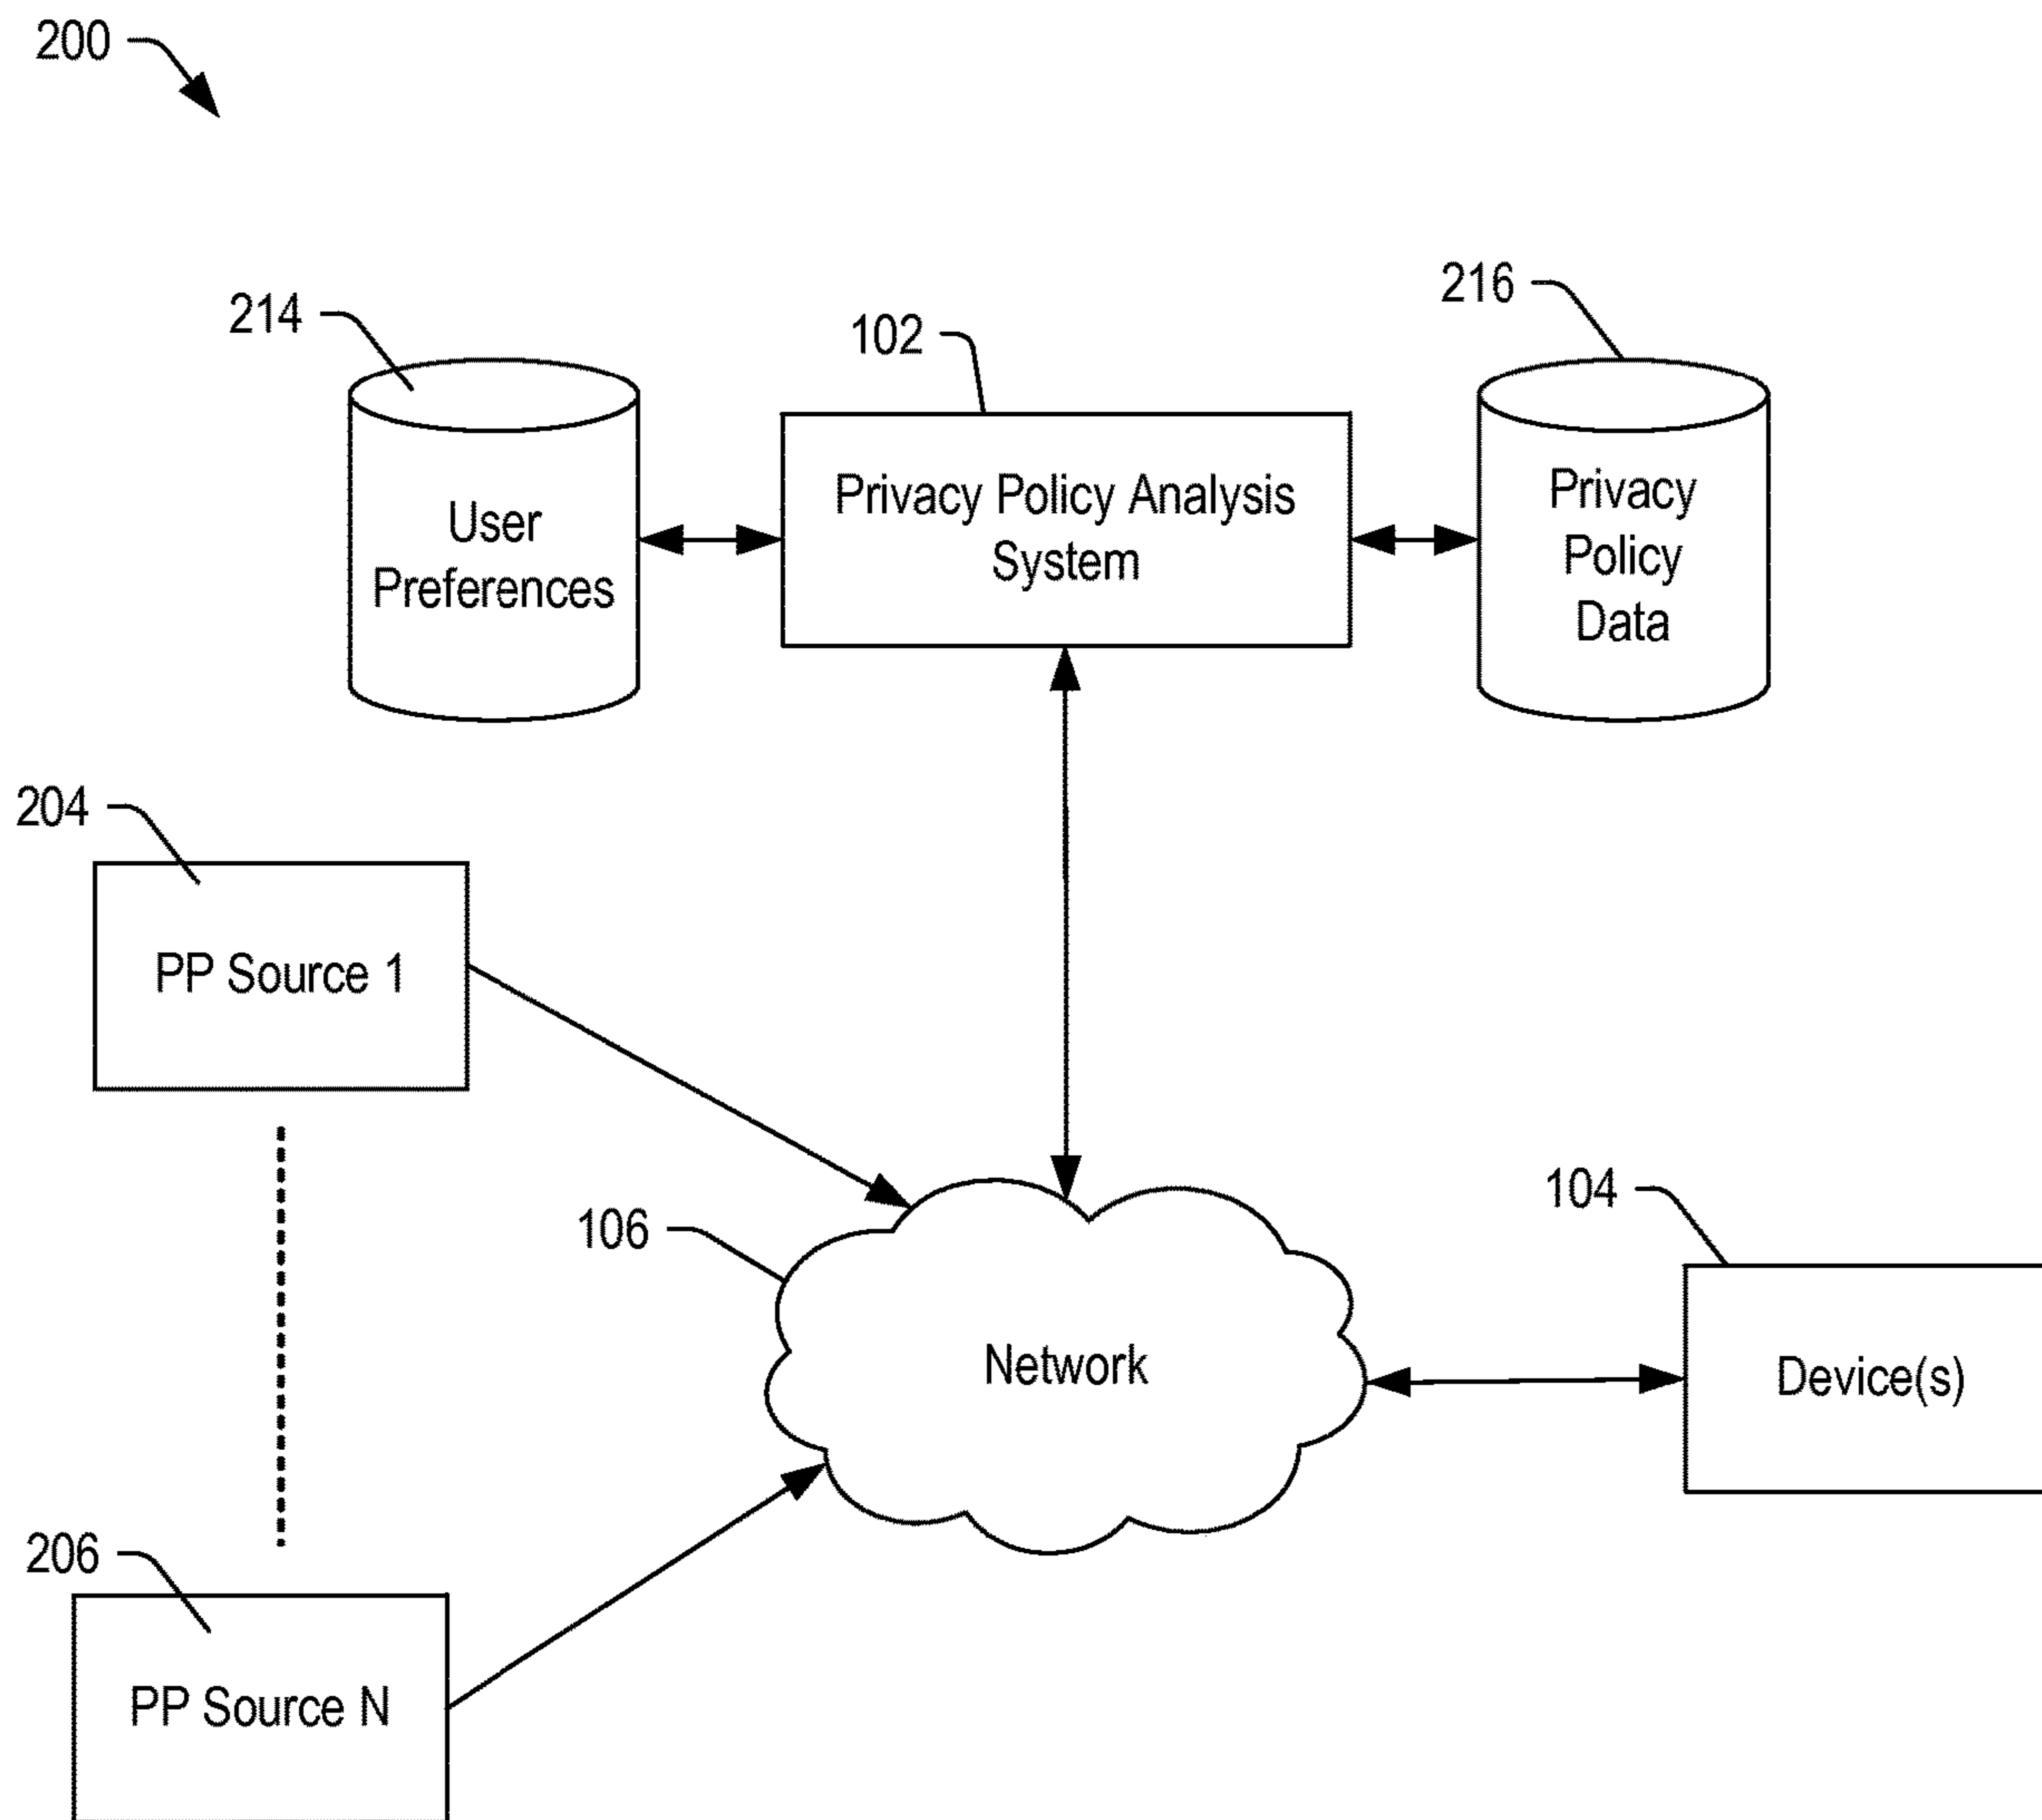 200
214
102
216
User
Preferences
Privacy Policy Analysis
System
Privacy
Policy
Data
204
PP Source 1
106
Network
104
Device(s)
206
PP Source N